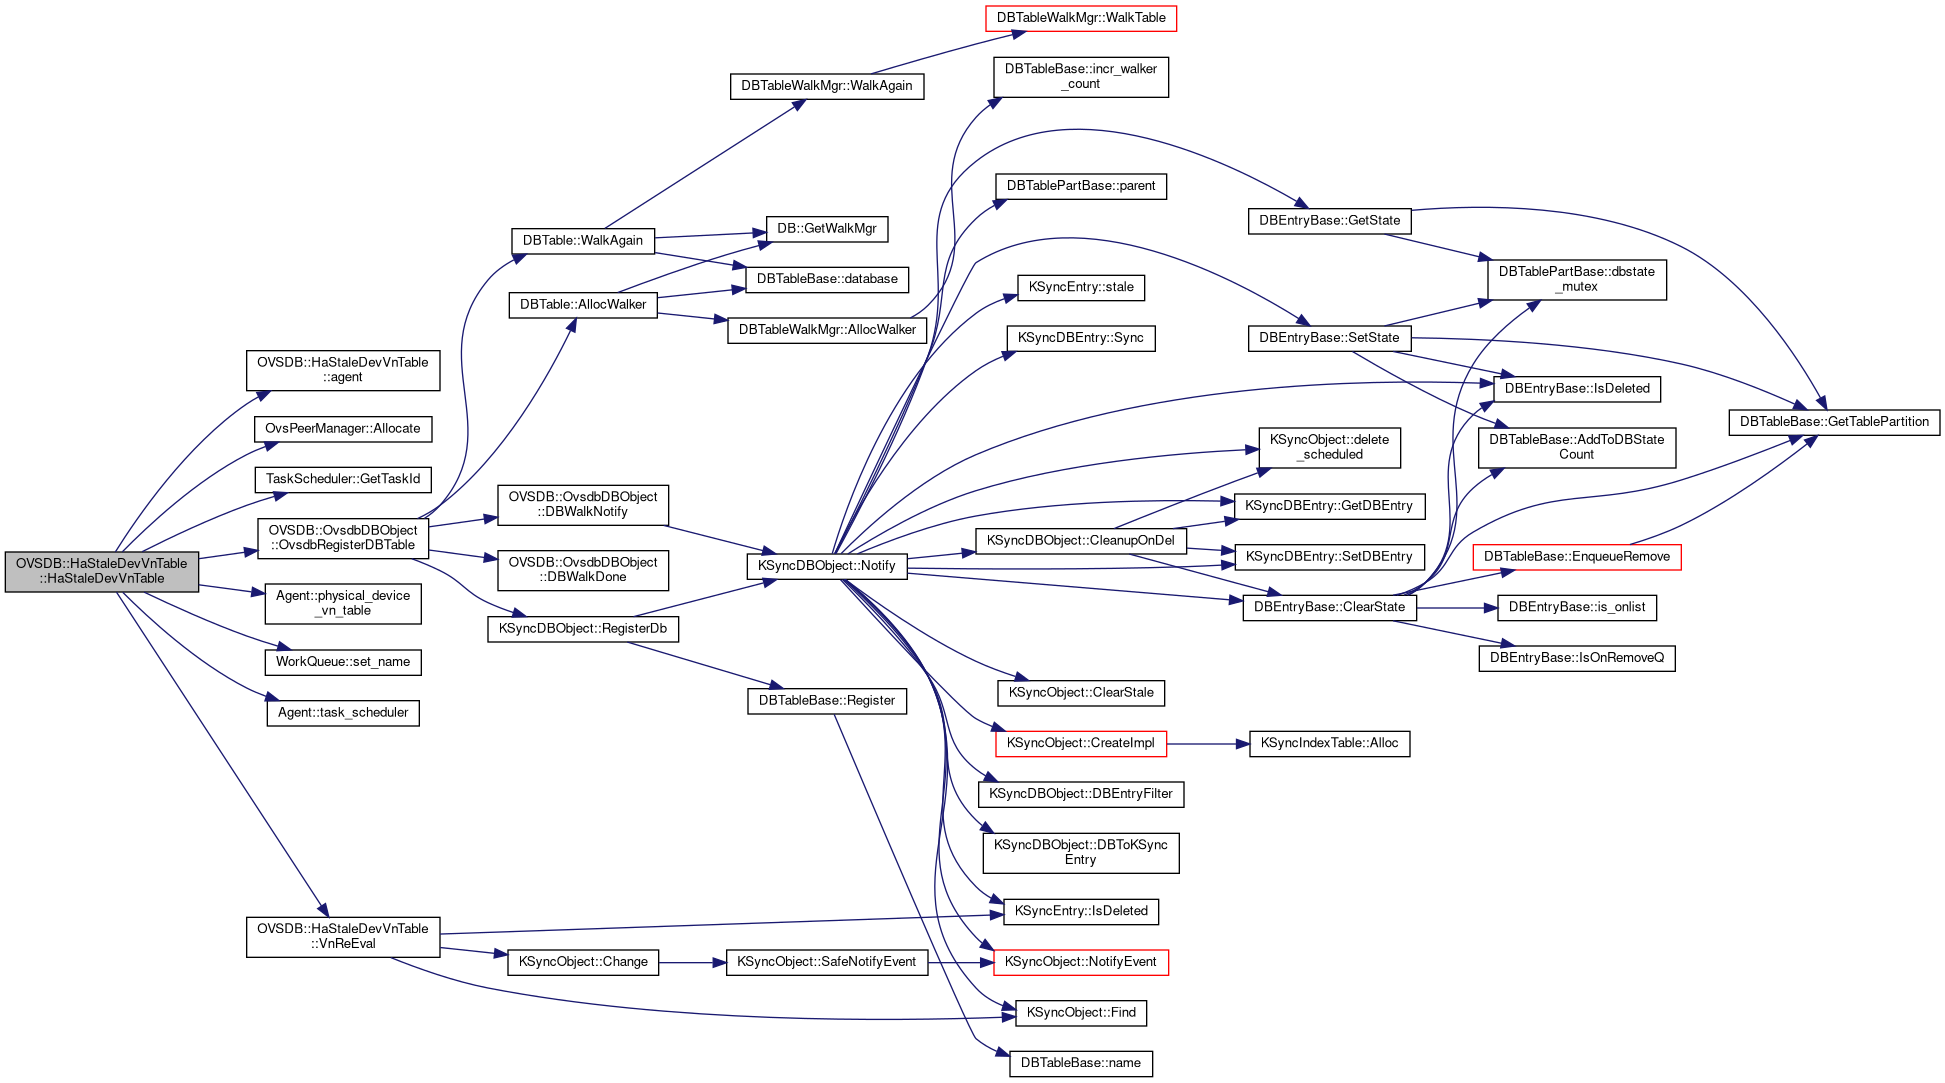 OVSDB::HaStaleDevVnTable
::HaStaleDevVnTable
OVSDB::HaStaleDevVnTable
::agent
OvsPeerManager::Allocate
TaskScheduler::GetTaskId
OVSDB::OvsdbDBObject
::OvsdbRegisterDBTable
Agent::physical_device
_vn_table
WorkQueue::set_name
Agent::task_scheduler
OVSDB::HaStaleDevVnTable
::VnReEval
DBTable::WalkAgain
DBTable::AllocWalker
OVSDB::OvsdbDBObject
::DBWalkNotify
OVSDB::OvsdbDBObject
::DBWalkDone
KSyncDBObject::RegisterDb
KSyncObject::Change
DBTableWalkMgr::WalkAgain
DB::GetWalkMgr
DBTableBase::database
DBTableWalkMgr::AllocWalker
KSyncDBObject::Notify
DBTableBase::Register
KSyncObject::SafeNotifyEvent
DBTableWalkMgr::WalkTable
DBTableBase::incr_walker
_count
DBTablePartBase::parent
KSyncEntry::stale
KSyncDBEntry::Sync
KSyncDBObject::CleanupOnDel
KSyncObject::ClearStale
KSyncObject::CreateImpl
KSyncDBObject::DBEntryFilter
KSyncDBObject::DBToKSync
Entry
KSyncEntry::IsDeleted
KSyncObject::NotifyEvent
KSyncObject::Find
DBTableBase::name
DBEntryBase::GetState
DBEntryBase::SetState
KSyncObject::delete
_scheduled
KSyncDBEntry::GetDBEntry
KSyncDBEntry::SetDBEntry
DBEntryBase::ClearState
KSyncIndexTable::Alloc
DBTablePartBase::dbstate
_mutex
DBEntryBase::IsDeleted
DBTableBase::AddToDBState
Count
DBTableBase::EnqueueRemove
DBEntryBase::is_onlist
DBEntryBase::IsOnRemoveQ
DBTableBase::GetTablePartition